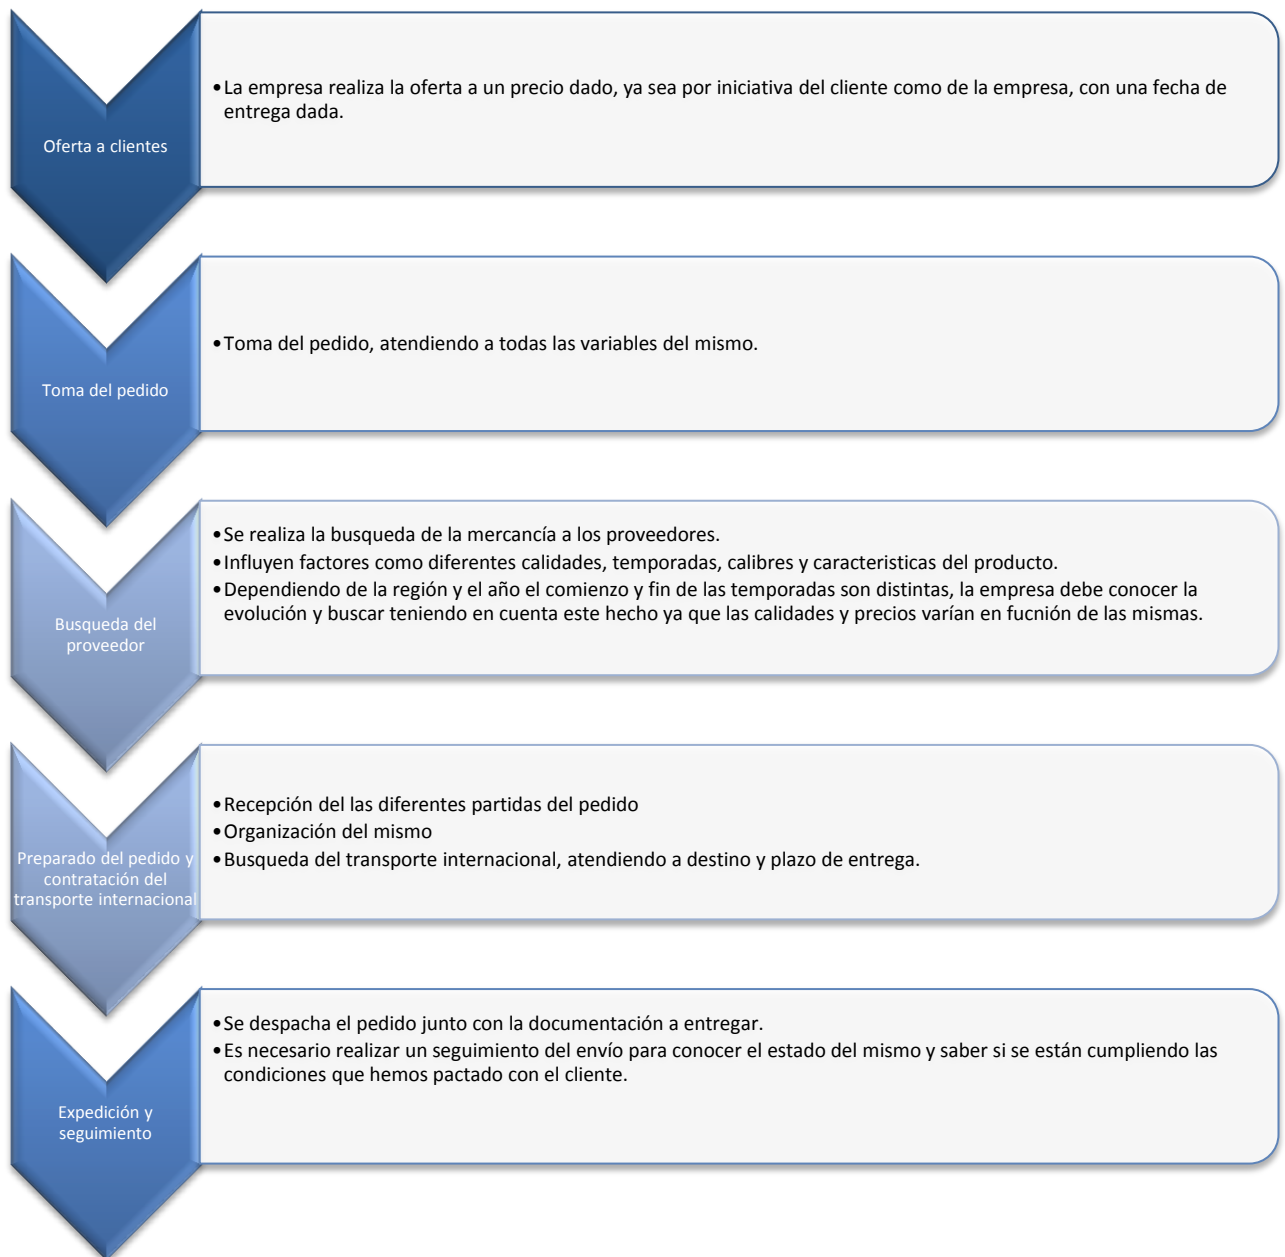 Oferta a clientes
•La empresa realiza la oferta a un precio dado, ya sea por iniciativa del cliente como de la empresa, con una fecha de
entrega dada.
Toma del pedido
•Toma del pedido, atendiendo a todas las variables del mismo.
Busqueda del
proveedor
•Se realiza la busqueda de la mercancía a los proveedores.
•Influyen factores como diferentes calidades, temporadas, calibres y caracteristicas del producto.
•Dependiendo de la región y el año el comienzo y fin de las temporadas son distintas, la empresa debe conocer la
evolución y buscar teniendo en cuenta este hecho ya que las calidades y precios varían en fucnión de las mismas.
Preparado del pedido y
contratación del
transporte internacional
•Recepción del las diferentes partidas del pedido
•Organización del mismo
•Busqueda del transporte internacional, atendiendo a destino y plazo de entrega.
Expedición y
seguimiento
•Se despacha el pedido junto con la documentación a entregar.
•Es necesario realizar un seguimiento del envío para conocer el estado del mismo y saber si se están cumpliendo las
condiciones que hemos pactado con el cliente.